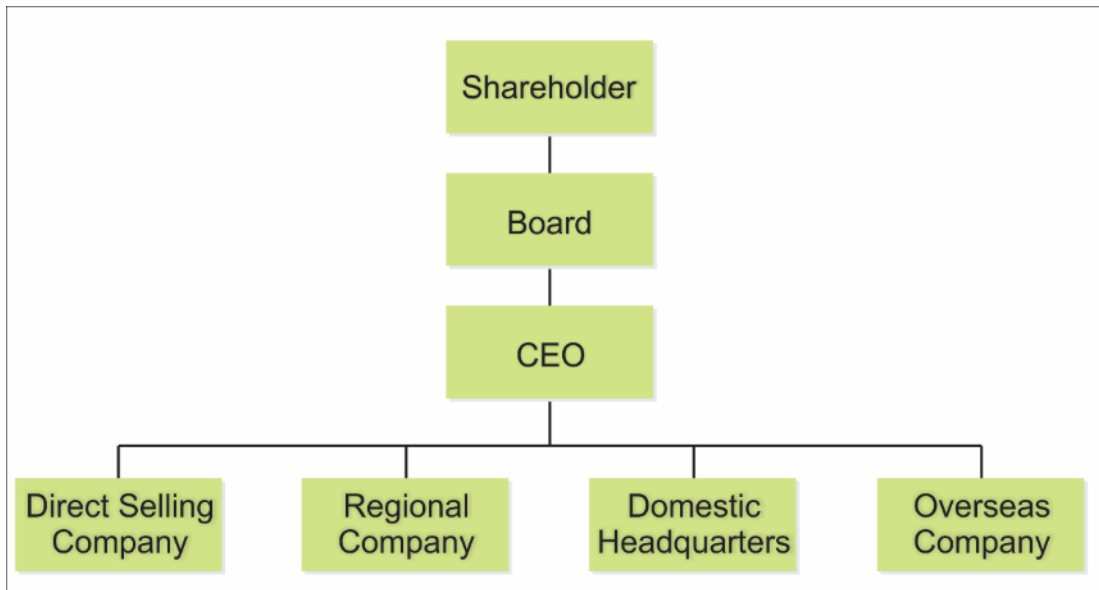 Shareholder
Board
CEO
Direct Selling
Company
Regional
Company
Domestic
Headquarters
Overseas
Company